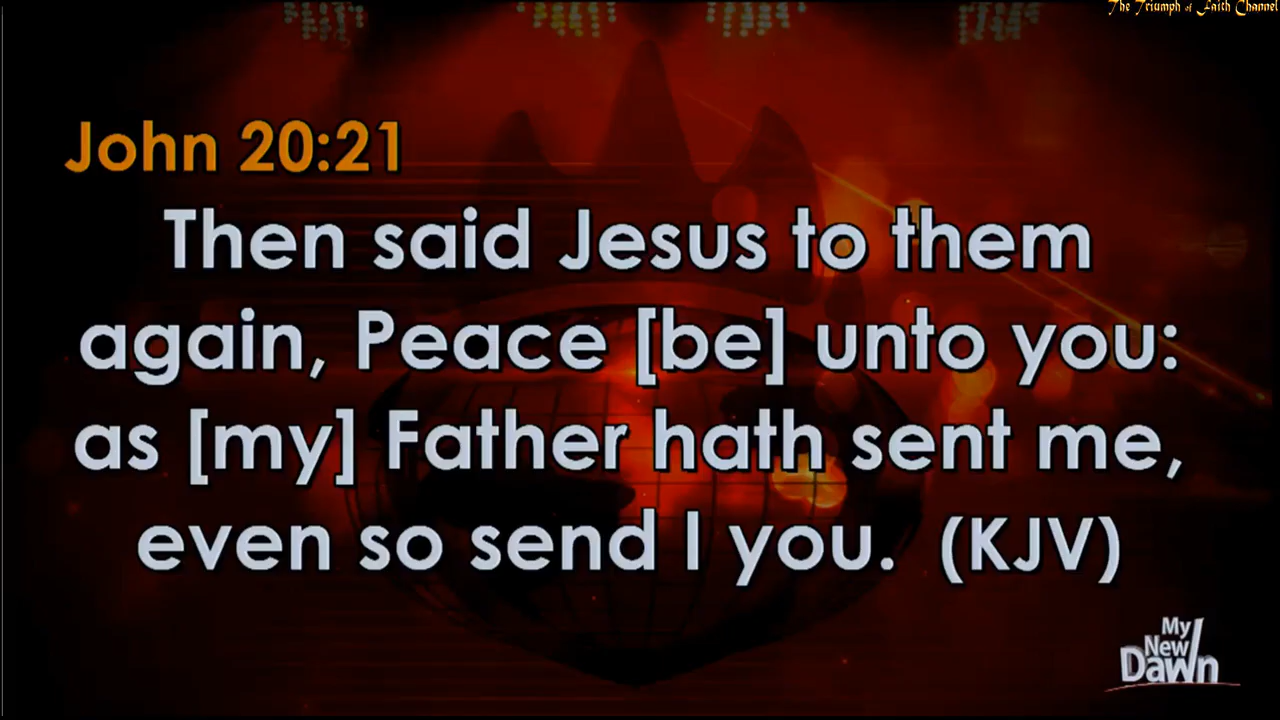 The Triumph of Faith Channel
John 20:21
Then said Jesus to them
again, Peace [be] unto you:
as [my] Father hath sent me,
even so send I you. (KJV)
My
New
Dawn